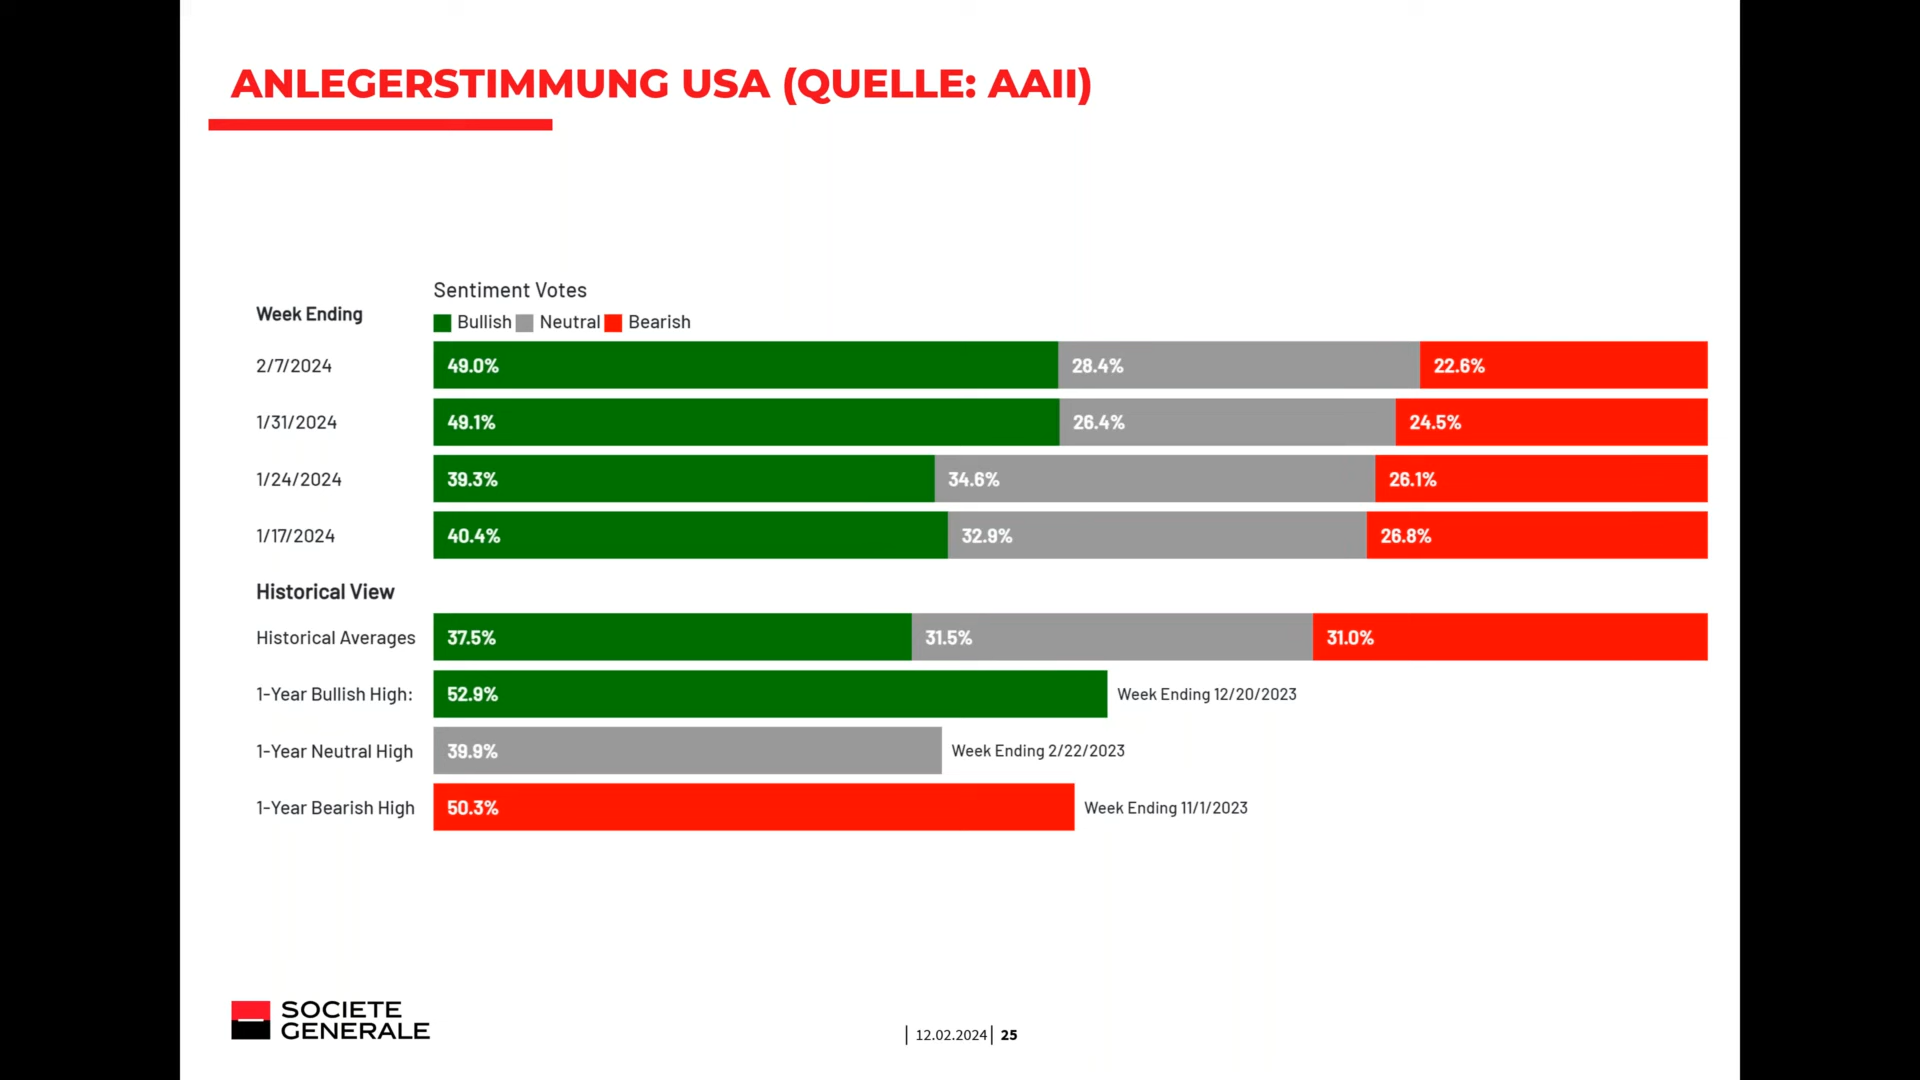 ANLEGERSTIMMUNG USA (QUELLE: AAII)
Sentiment Votes
Week Ending
Bullish Neutral Bearish
2/7/2024 49.0% 28.4% 22.6%
1/31/2024 49.1% 26.4% 24.5%
1/24/2024 39.3% 34.6% 26.1%
1/17/2024 40.4% 32.9% 26.8%
Historical View
Historical Averages 37.5% 31.5% 31.0%
1-Year Bullish High: 52.9% Week Ending 12/20/2023
1-Year Neutral High 39.9% Week Ending 2/22/2023
1-Year Bearish High 50.3% Week Ending 11/1/2023
SOCIETE
GENERALE
| 12.02.2024 | 25